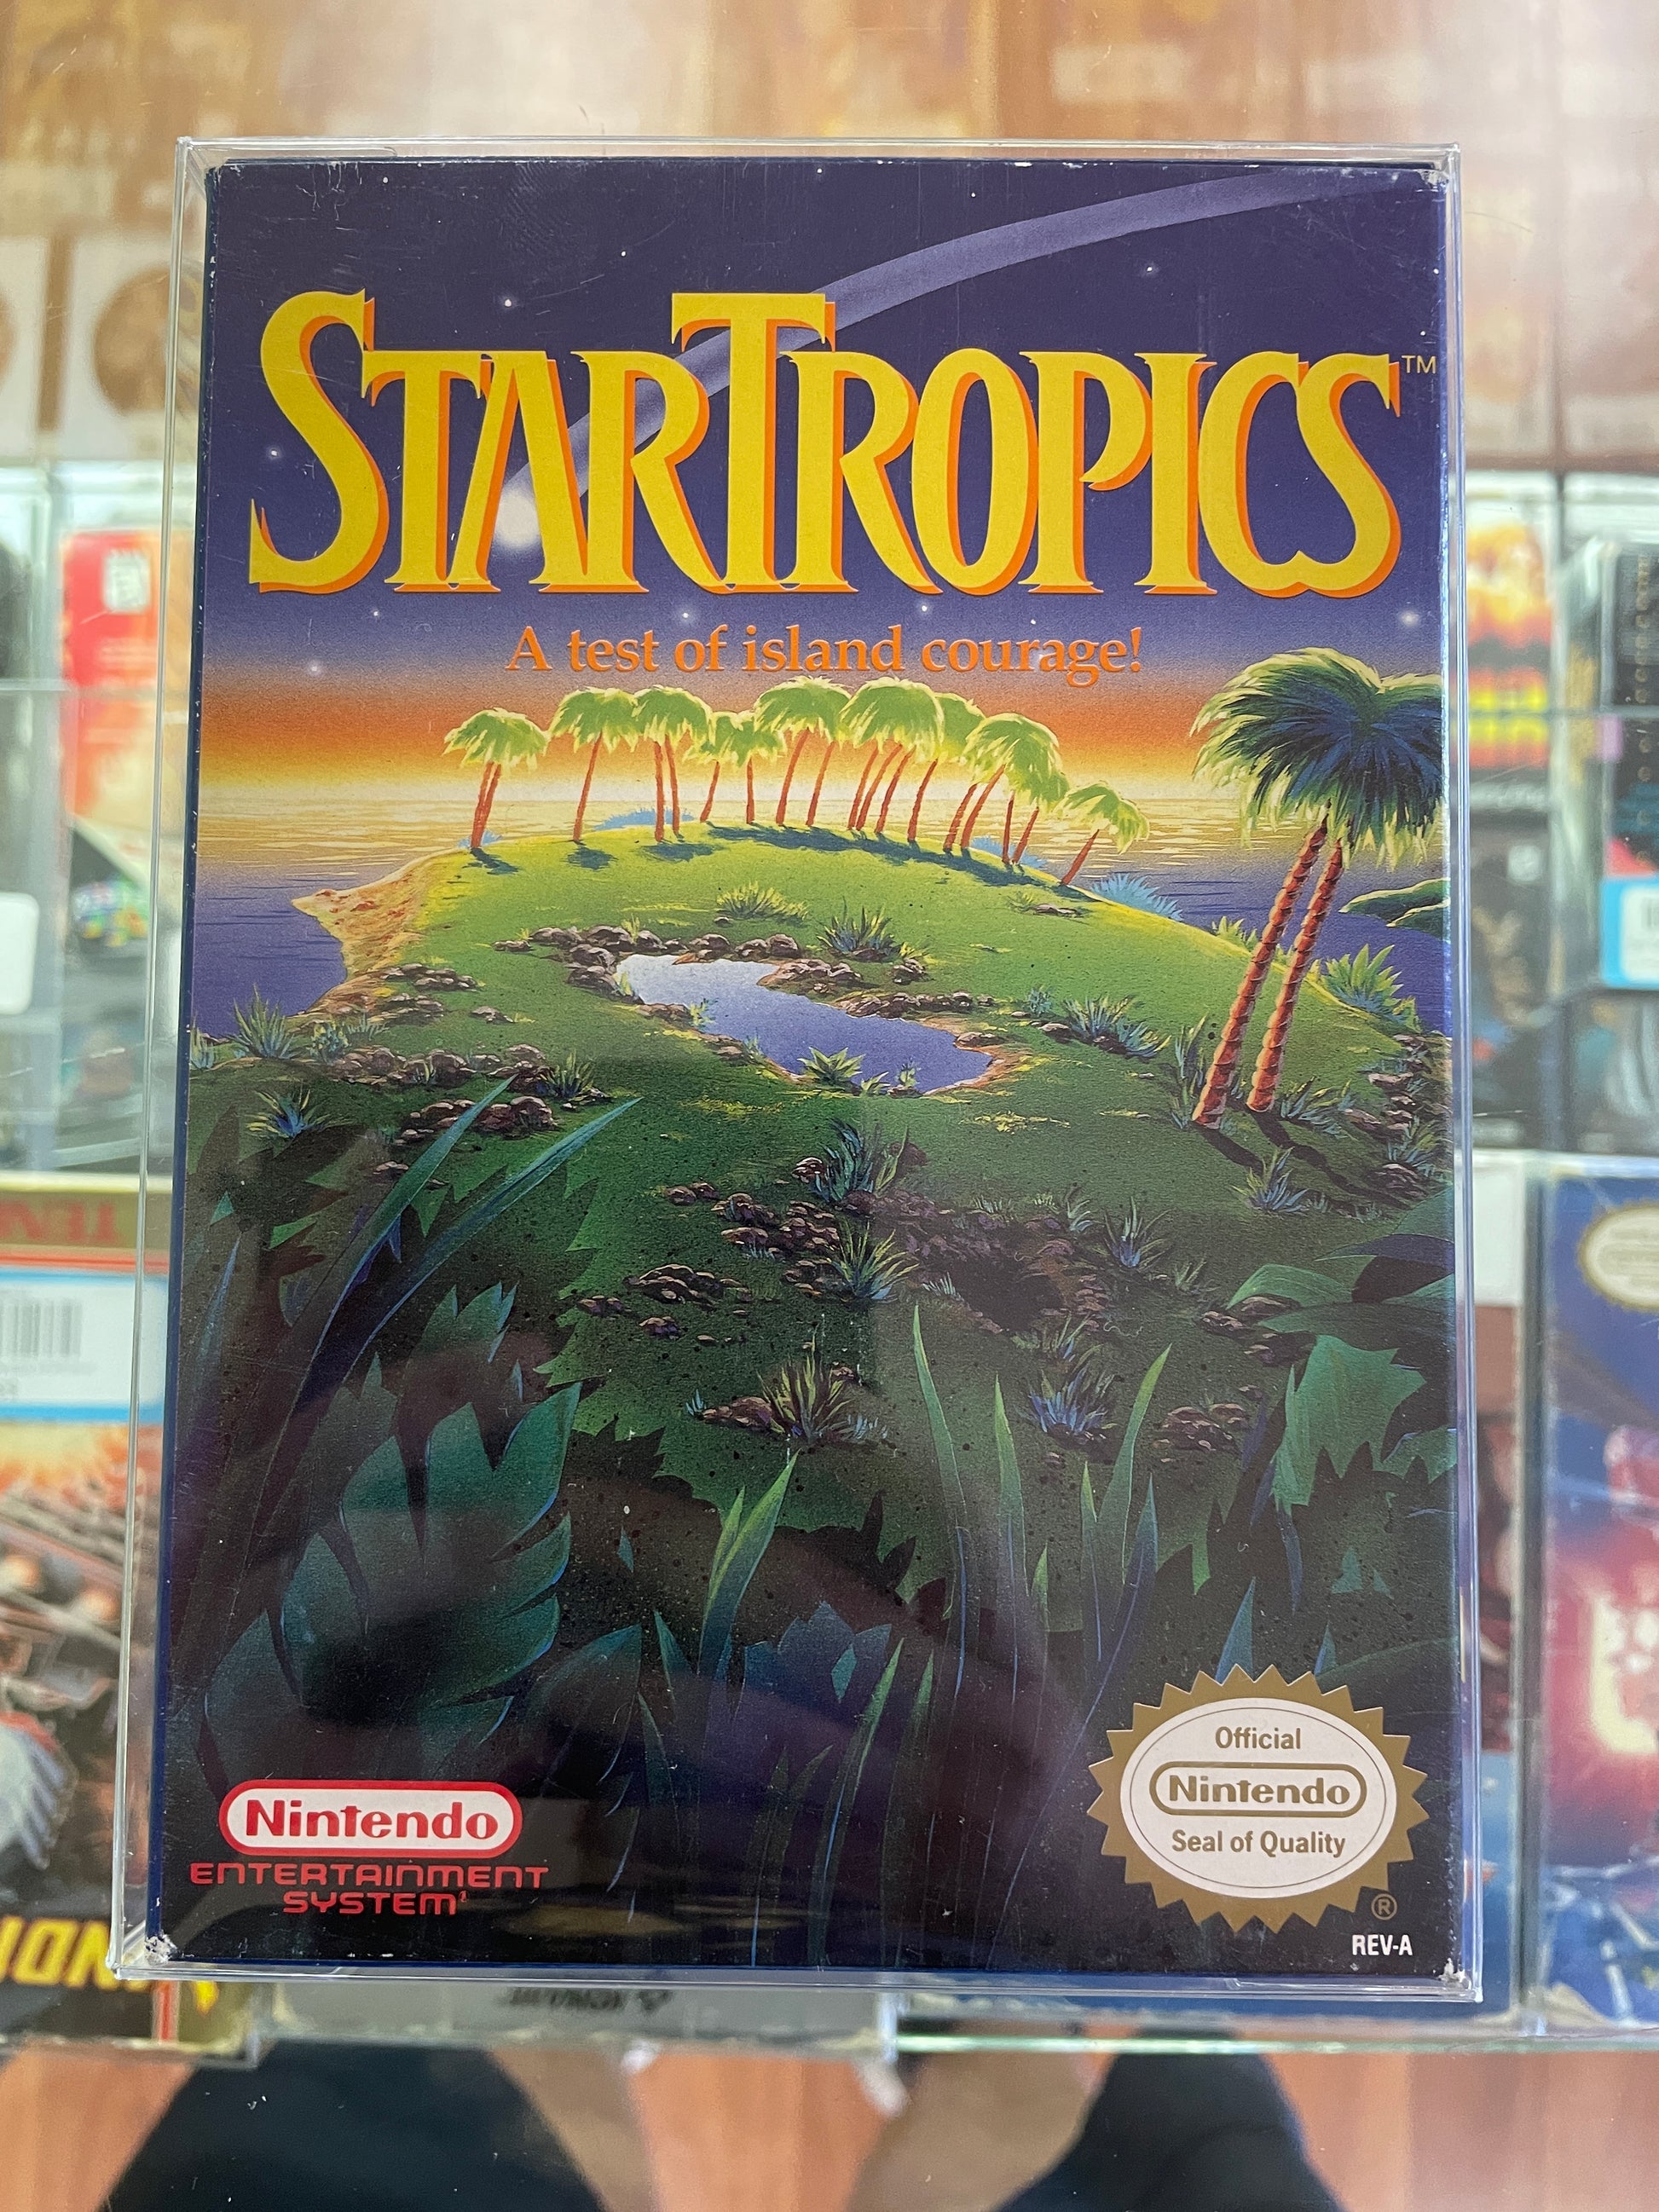 STARTROPICS™
A test of island courage!
Nintendo
ENTERTAINMENT
SYSTEM
Official
Nintendo
Seal of Quality
®
REV-A